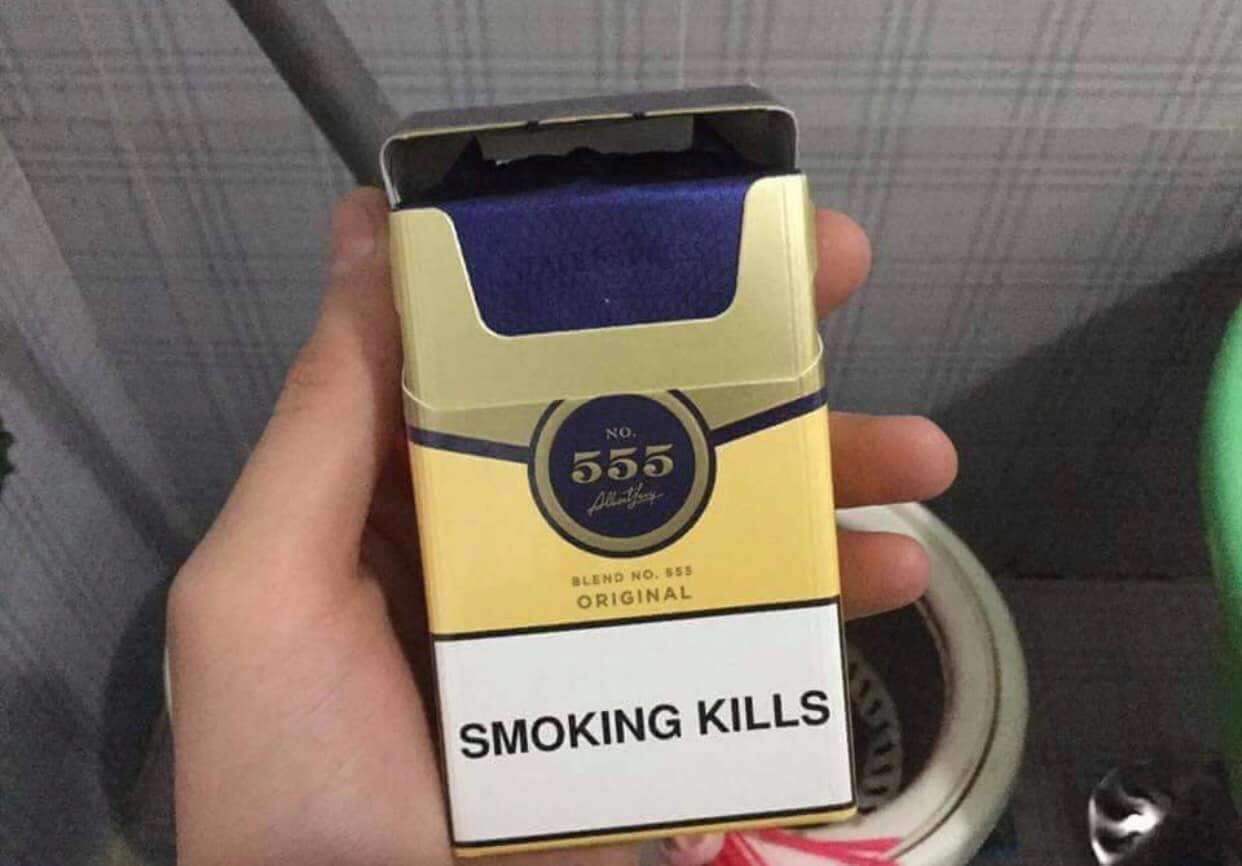 NO.
555
BLEND NO. 555
ORIGINAL
SMOKING KILLS